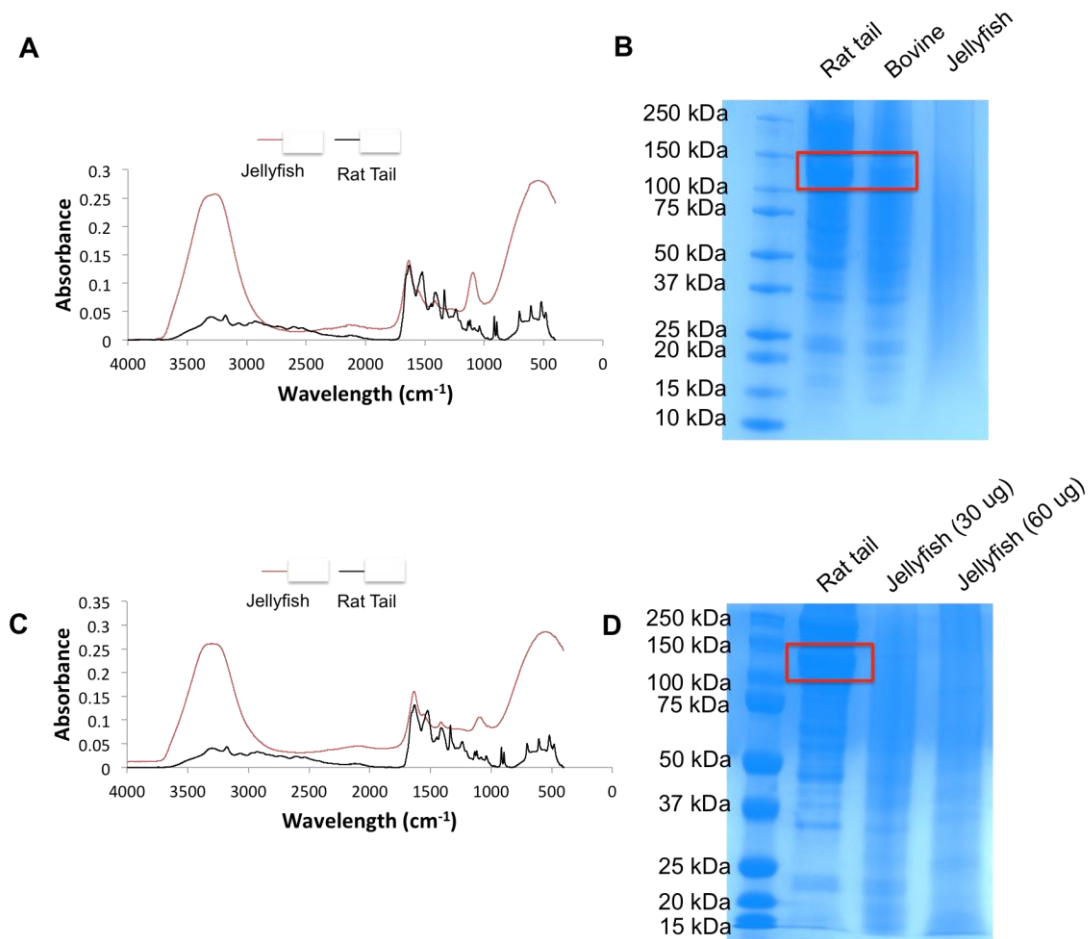 A
Jellyfish Rat Tail
0.3
0.25
0.2
0.15
0.1
0.05
0
Absorbance
4000 3500 3000 2500 2000 1500 1000 500 0
Wavelength (cm⁻¹)
B
Rat tail
Bovine
Jellyfish
250 kDa
150 kDa
100 kDa
75 kDa
50 kDa
37 kDa
25 kDa
20 kDa
15 kDa
10 kDa
C
Jellyfish Rat Tail
0.35
0.3
0.25
0.2
0.15
0.1
0.05
0
Absorbance
4000 3500 3000 2500 2000 1500 1000 500 0
Wavelength (cm⁻¹)
D
Rat tail
Jellyfish (30 ug)
Jellyfish (60 ug)
250 kDa
150 kDa
100 kDa
75 kDa
50 kDa
37 kDa
25 kDa
20 kDa
15 kDa